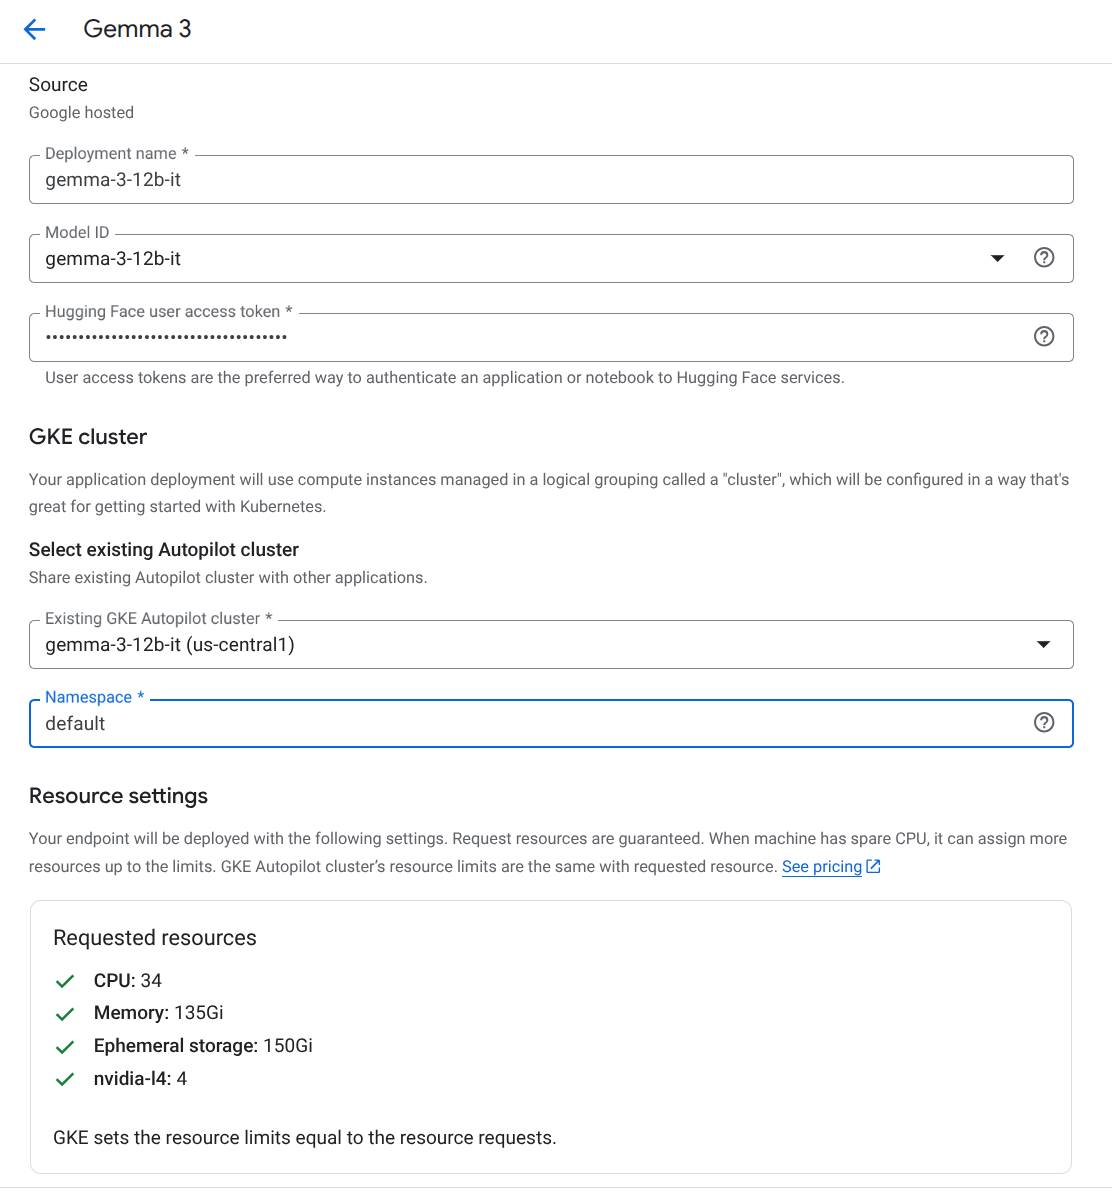 Gemma 3
Source
Google hosted
Deployment name *
gemma-3-12b-it
Model ID
gemma-3-12b-it
Hugging Face user access token *
•••••••••••••••••••••••••••••••••••••
User access tokens are the preferred way to authenticate an application or notebook to Hugging Face services.
GKE cluster
Your application deployment will use compute instances managed in a logical grouping called a "cluster", which will be configured in a way that's
great for getting started with Kubernetes.
Select existing Autopilot cluster
Share existing Autopilot cluster with other applications.
Existing GKE Autopilot cluster *
gemma-3-12b-it (us-central1)
Namespace *
default
Resource settings
Your endpoint will be deployed with the following settings. Request resources are guaranteed. When machine has spare CPU, it can assign more
resources up to the limits. GKE Autopilot cluster’s resource limits are the same with requested resource. See pricing
Requested resources
CPU: 34
Memory: 135Gi
Ephemeral storage: 150Gi
nvidia-l4: 4
GKE sets the resource limits equal to the resource requests.